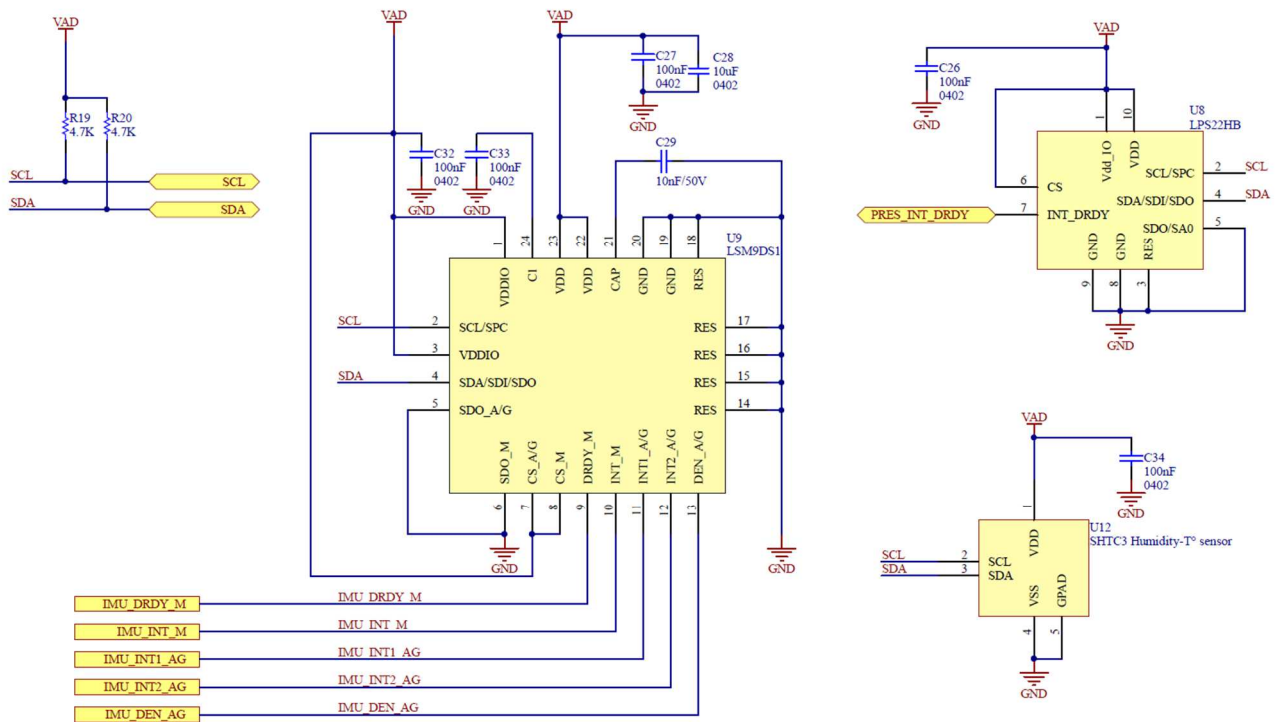 VAD
R19
4.7K
R20
4.7K
SCL
SCL
SDA
SDA
VAD
VAD
C27
100nF
0402
C28
10uF
0402
GND
C32
100nF
0402
GND
C33
100nF
0402
GND
C29
10nF/50V
U9
LSM9DS1
1
24
23
22
21
20
19
18
VDDIO
C1
VDD
VDD
CAP
GND
GND
RES
SCL
2
SCL/SPC
3
VDDIO
SDA
4
SDA/SDI/SDO
5
SDO_A/G
RES
17
RES
16
RES
15
RES
14
SDO_M
CS_A/G
CS_M
DRDY_M
INT_M
INT1_A/G
INT2_A/G
DEN_A/G
6
7
8
9
10
11
12
13
GND
GND
IMU_DRDY_M
IMU_DRDY_M
IMU_INT_M
IMU_INT_M
IMU_INT1_AG
IMU_INT1_AG
IMU_INT2_AG
IMU_INT2_AG
IMU_DEN_AG
IMU_DEN_AG
VAD
C26
100nF
0402
GND
U8
LPS22HB
1
10
Vdd_IO
VDD
6
CS
PRES_INT_DRDY
7
INT_DRDY
SCL/SPC
2
SCL
SDA/SDI/SDO
4
SDA
SDO/SA0
5
GND
GND
RES
9
8
3
GND
VAD
C34
100nF
0402
GND
U12
SHTC3 Humidity-T° sensor
1
VDD
SCL
2
SCL
SDA
3
SDA
VSS
GPAD
4
5
GND